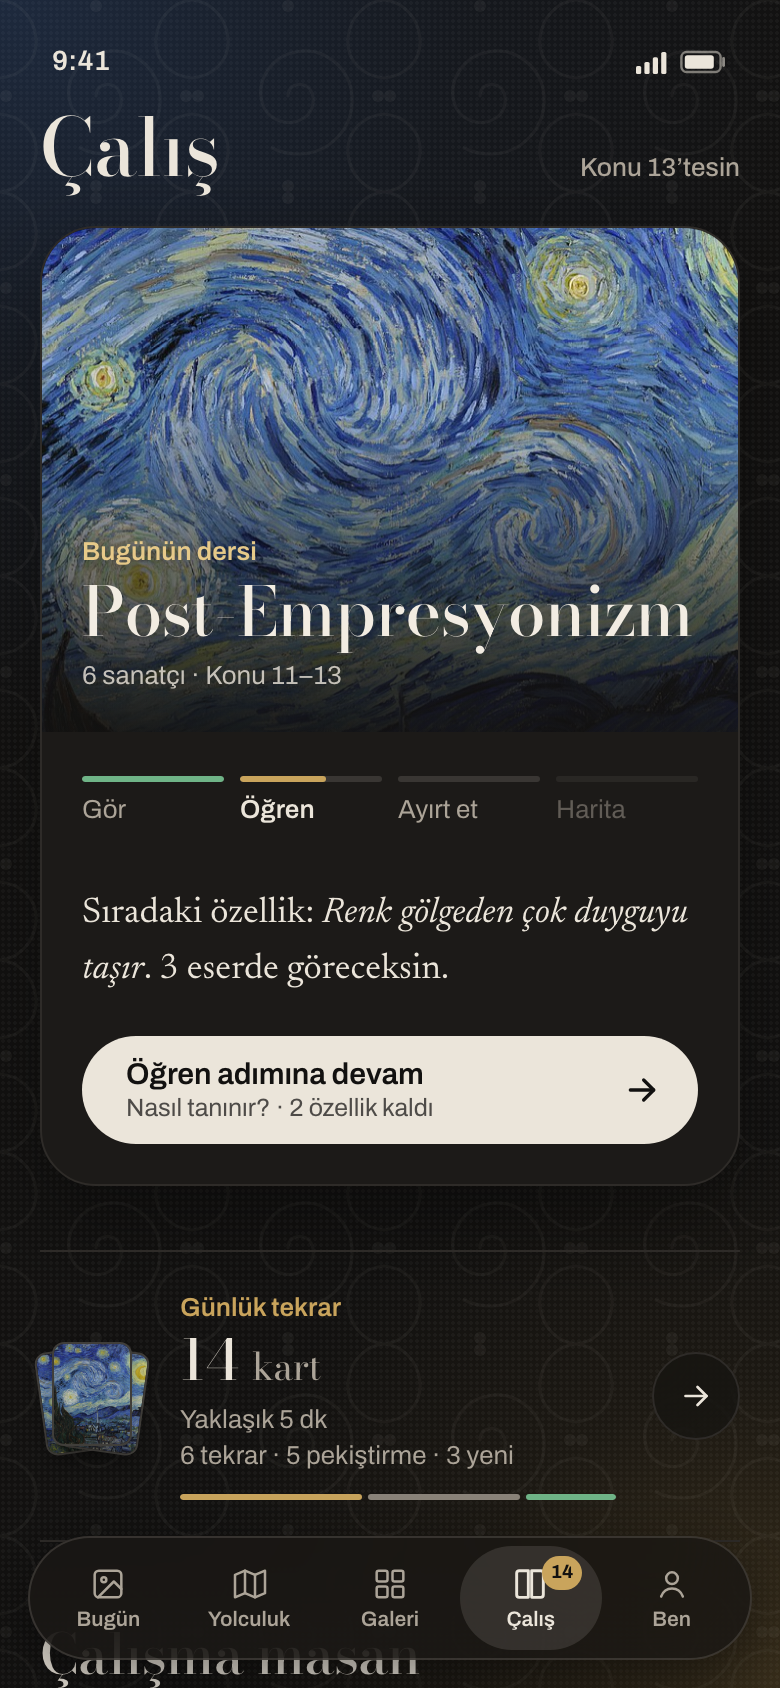 9:41
Çalış
Konu 13’tesin
Bugünün dersi
Post-Empresyonizm
6 sanatçı · Konu 11–13
Gör
Öğren
Ayırt et
Harita
Sıradaki özellik: Renk gölgeden çok duyguyu
taşır. 3 eserde göreceksin.
Öğren adımına devam
Nasıl tanınır? · 2 özellik kaldı
Günlük tekrar
14 kart
Yaklaşık 5 dk
6 tekrar · 5 pekiştirme · 3 yeni
14
Bugün
Yolculuk
Galeri
Çalış
Ben
Çalışma masan